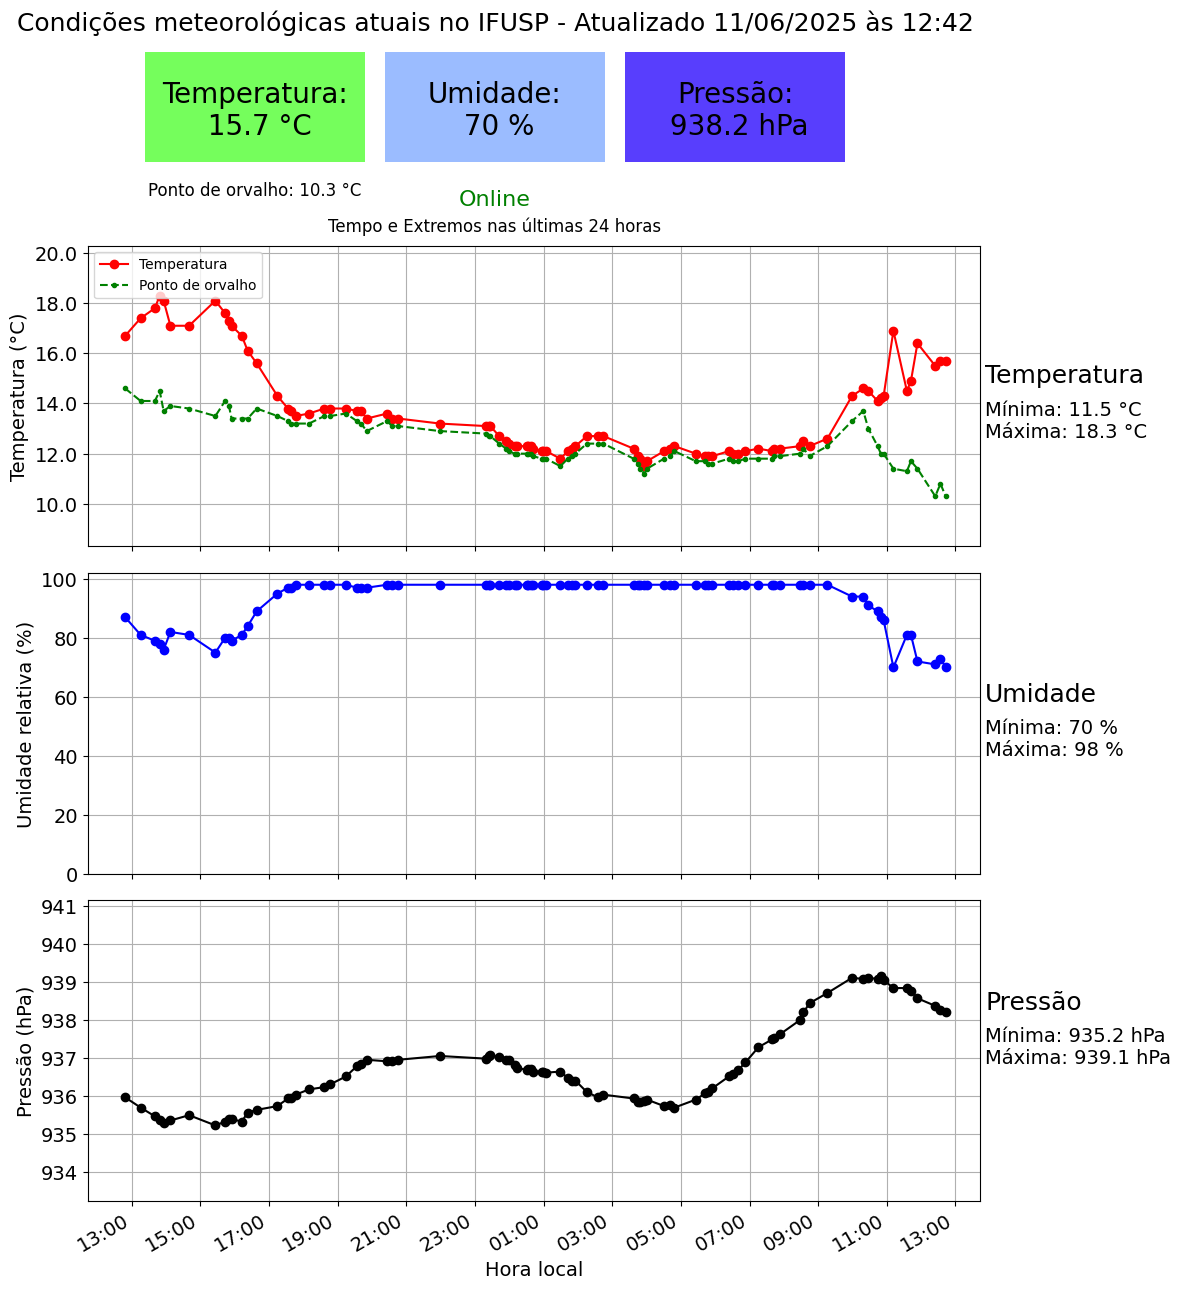 Condições meteorológicas atuais no IFUSP - Atualizado 11/06/2025 às 12:42
Temperatura:
15.7 °C
Umidade:
70 %
Pressão:
938.2 hPa
Ponto de orvalho: 10.3 °C
Online
Tempo e Extremos nas últimas 24 horas
Temperatura (°C)
20.0
18.0
16.0
14.0
12.0
10.0
Temperatura
Ponto de orvalho
Temperatura
Mínima: 11.5 °C
Máxima: 18.3 °C
Umidade relativa (%)
100
80
60
40
20
0
Umidade
Mínima: 70 %
Máxima: 98 %
Pressão (hPa)
941
940
939
938
937
936
935
934
Pressão
Mínima: 935.2 hPa
Máxima: 939.1 hPa
13:00 15:00 17:00 19:00 21:00 23:00 01:00 03:00 05:00 07:00 09:00 11:00 13:00
Hora local